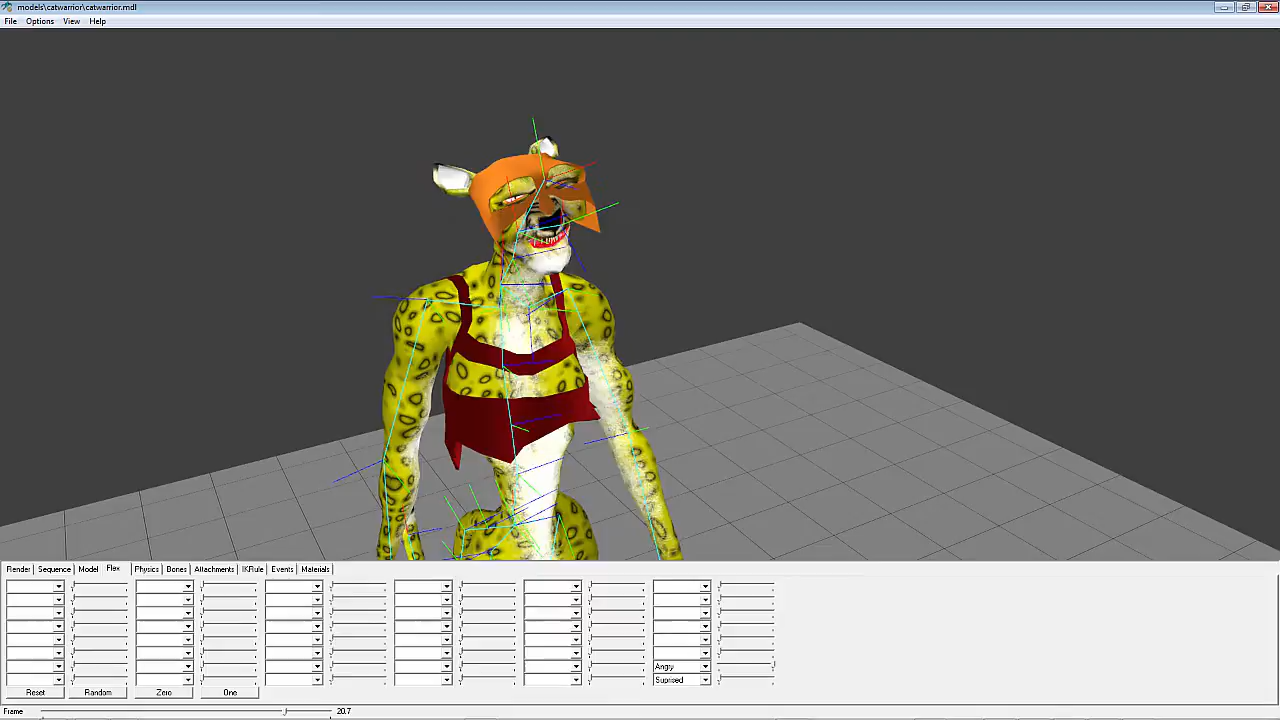 models\catwarrior\catwarrior.mdl
File Options View Help
Render Sequence Model Flex Physics Bones Attachments IKRule Events Materials
Angry
Suprised
Reset Random Zero One
Frame 20.7